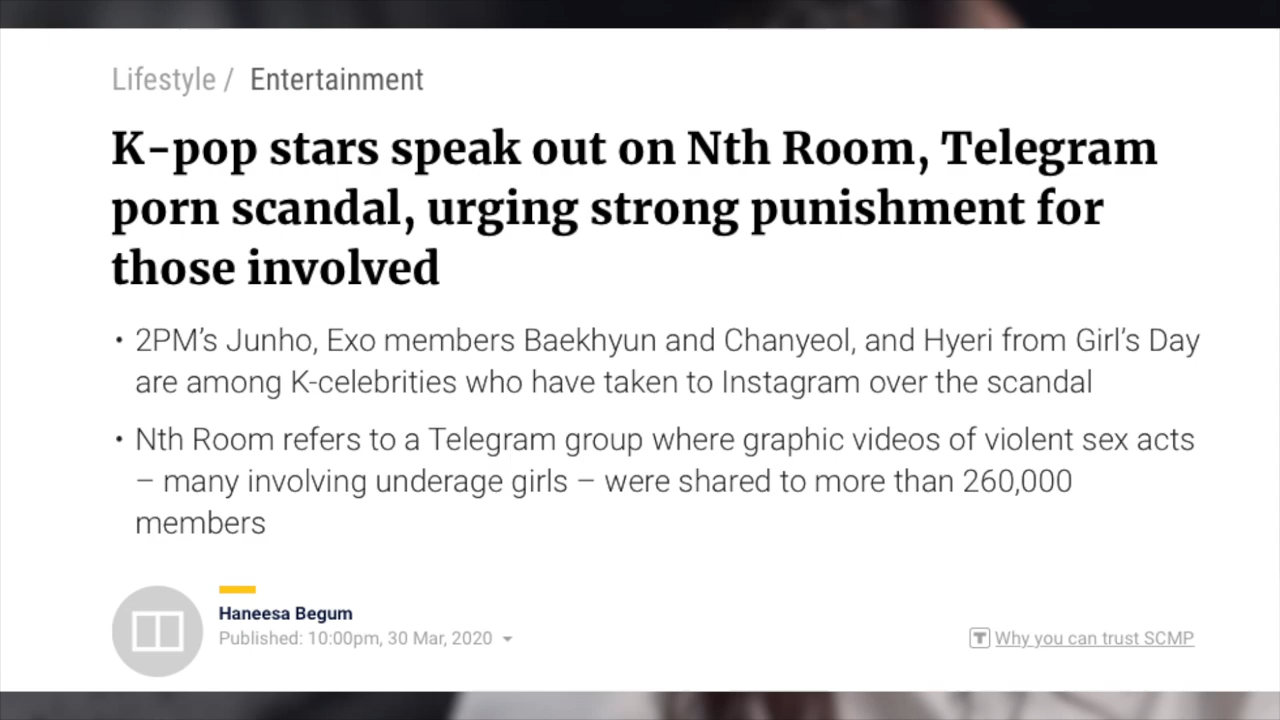 Lifestyle / Entertainment
K-pop stars speak out on Nth Room, Telegram
porn scandal, urging strong punishment for
those involved
• 2PM’s Junho, Exo members Baekhyun and Chanyeol, and Hyeri from Girl’s Day
are among K-celebrities who have taken to Instagram over the scandal
• Nth Room refers to a Telegram group where graphic videos of violent sex acts
– many involving underage girls – were shared to more than 260,000
members
Haneesa Begum
Published: 10:00pm, 30 Mar, 2020
T Why you can trust SCMP